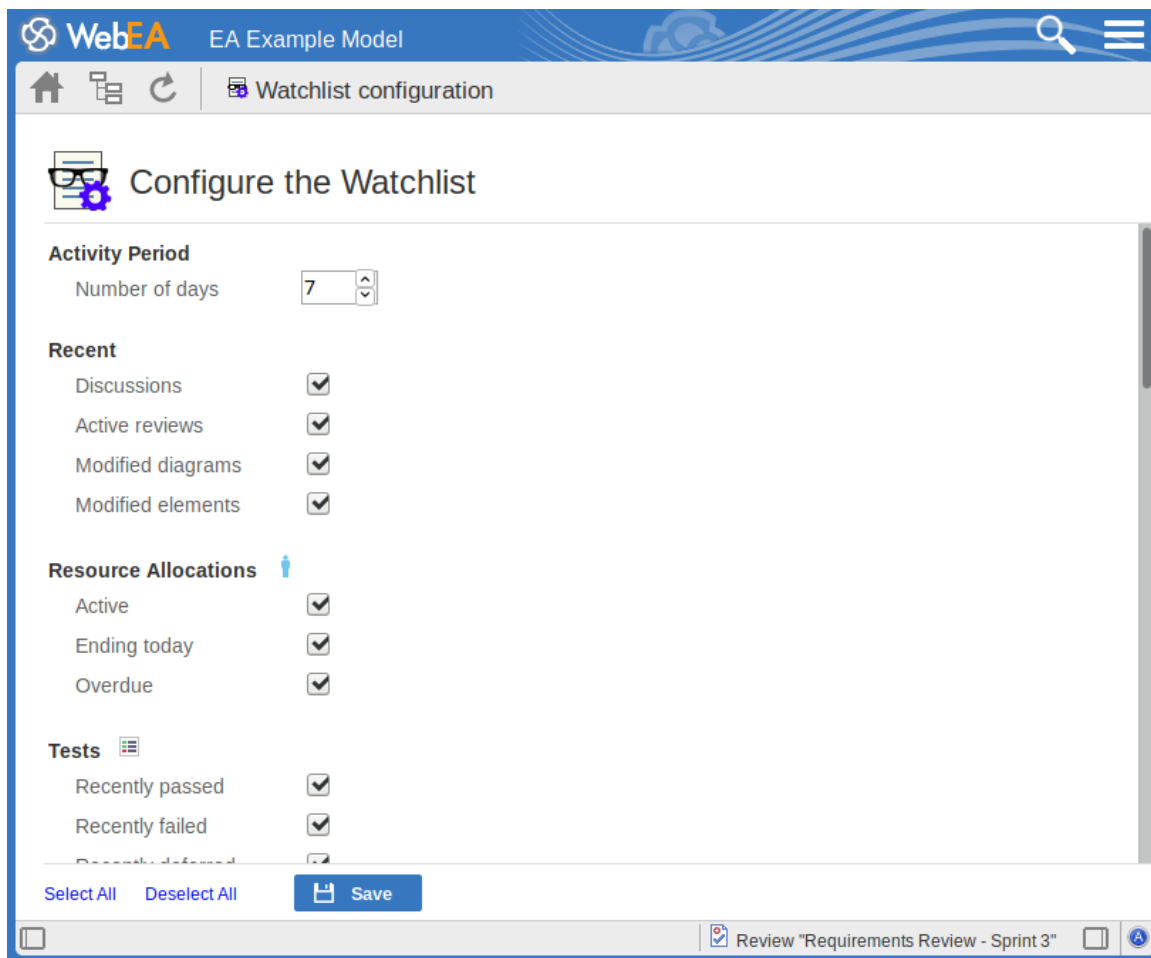 WebEA EA Example Model
Watchlist configuration
Configure the Watchlist
Activity Period
Number of days 7
Recent
Discussions
Active reviews
Modified diagrams
Modified elements
Resource Allocations
Active
Ending today
Overdue
Tests
Recently passed
Recently failed
Recently deferred
Select All Deselect All Save
Review "Requirements Review - Sprint 3" A